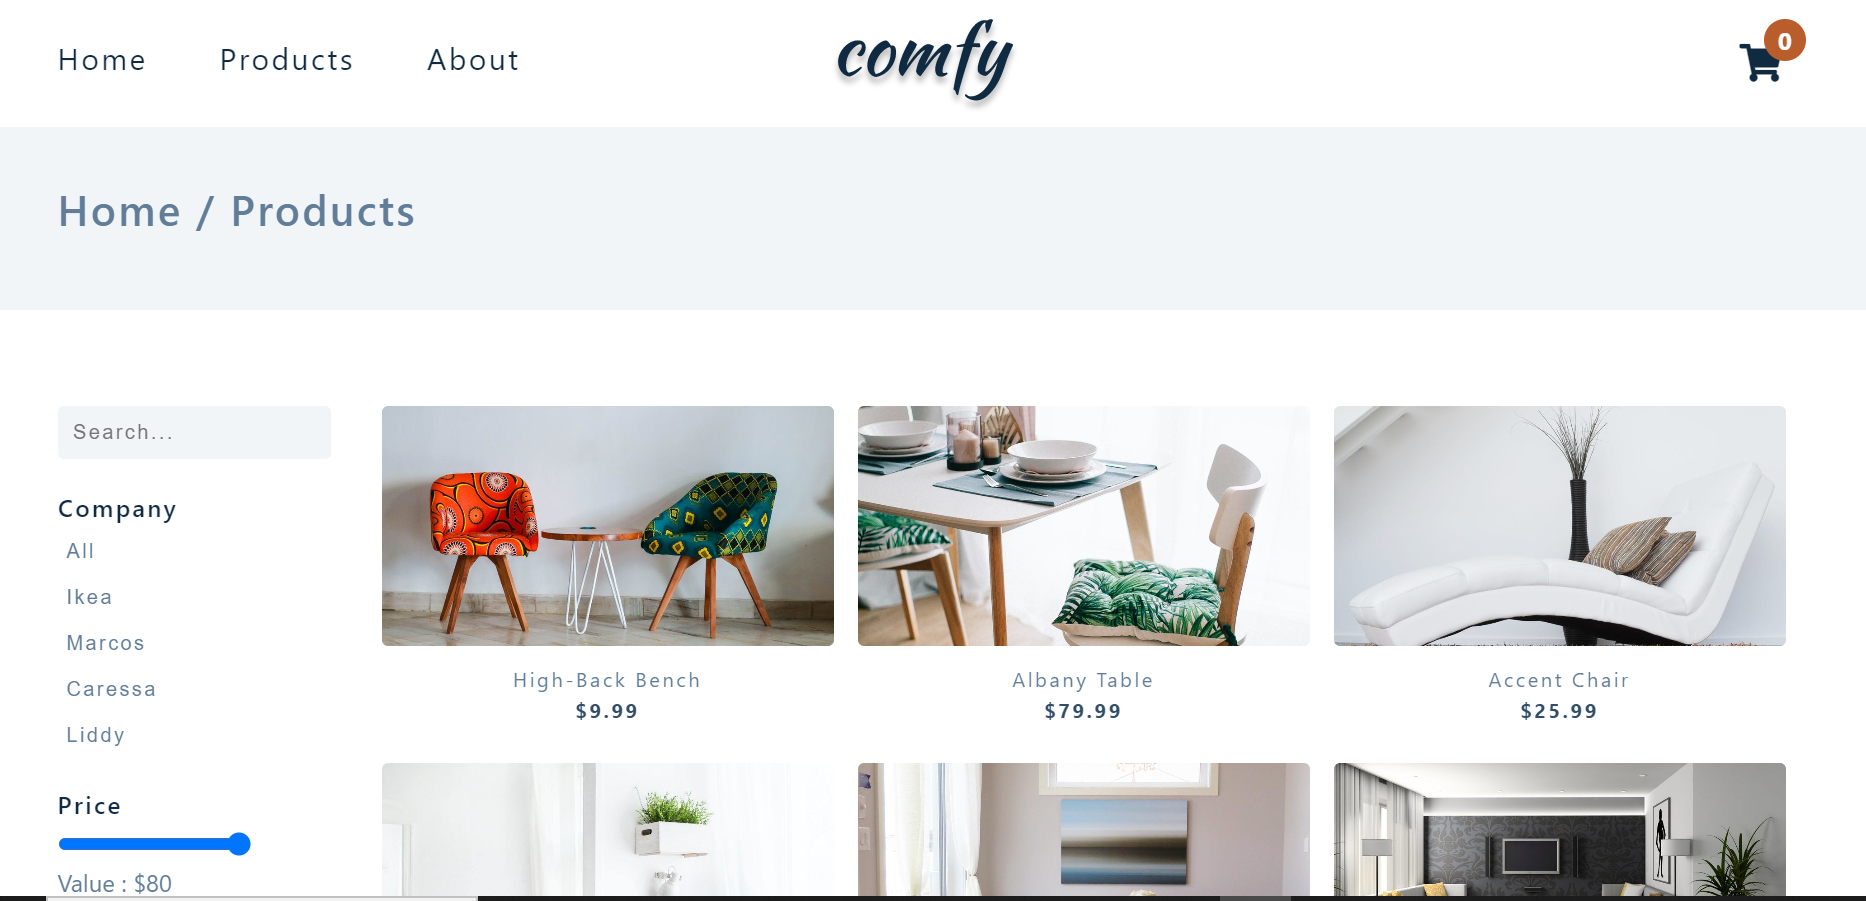 Home
Products
About
comfy
0
Home / Products
Search...
Company
All
Ikea
Marcos
Caressa
Liddy
Price
Value : $80
High-Back Bench
$9.99
Albany Table
$79.99
Accent Chair
$25.99